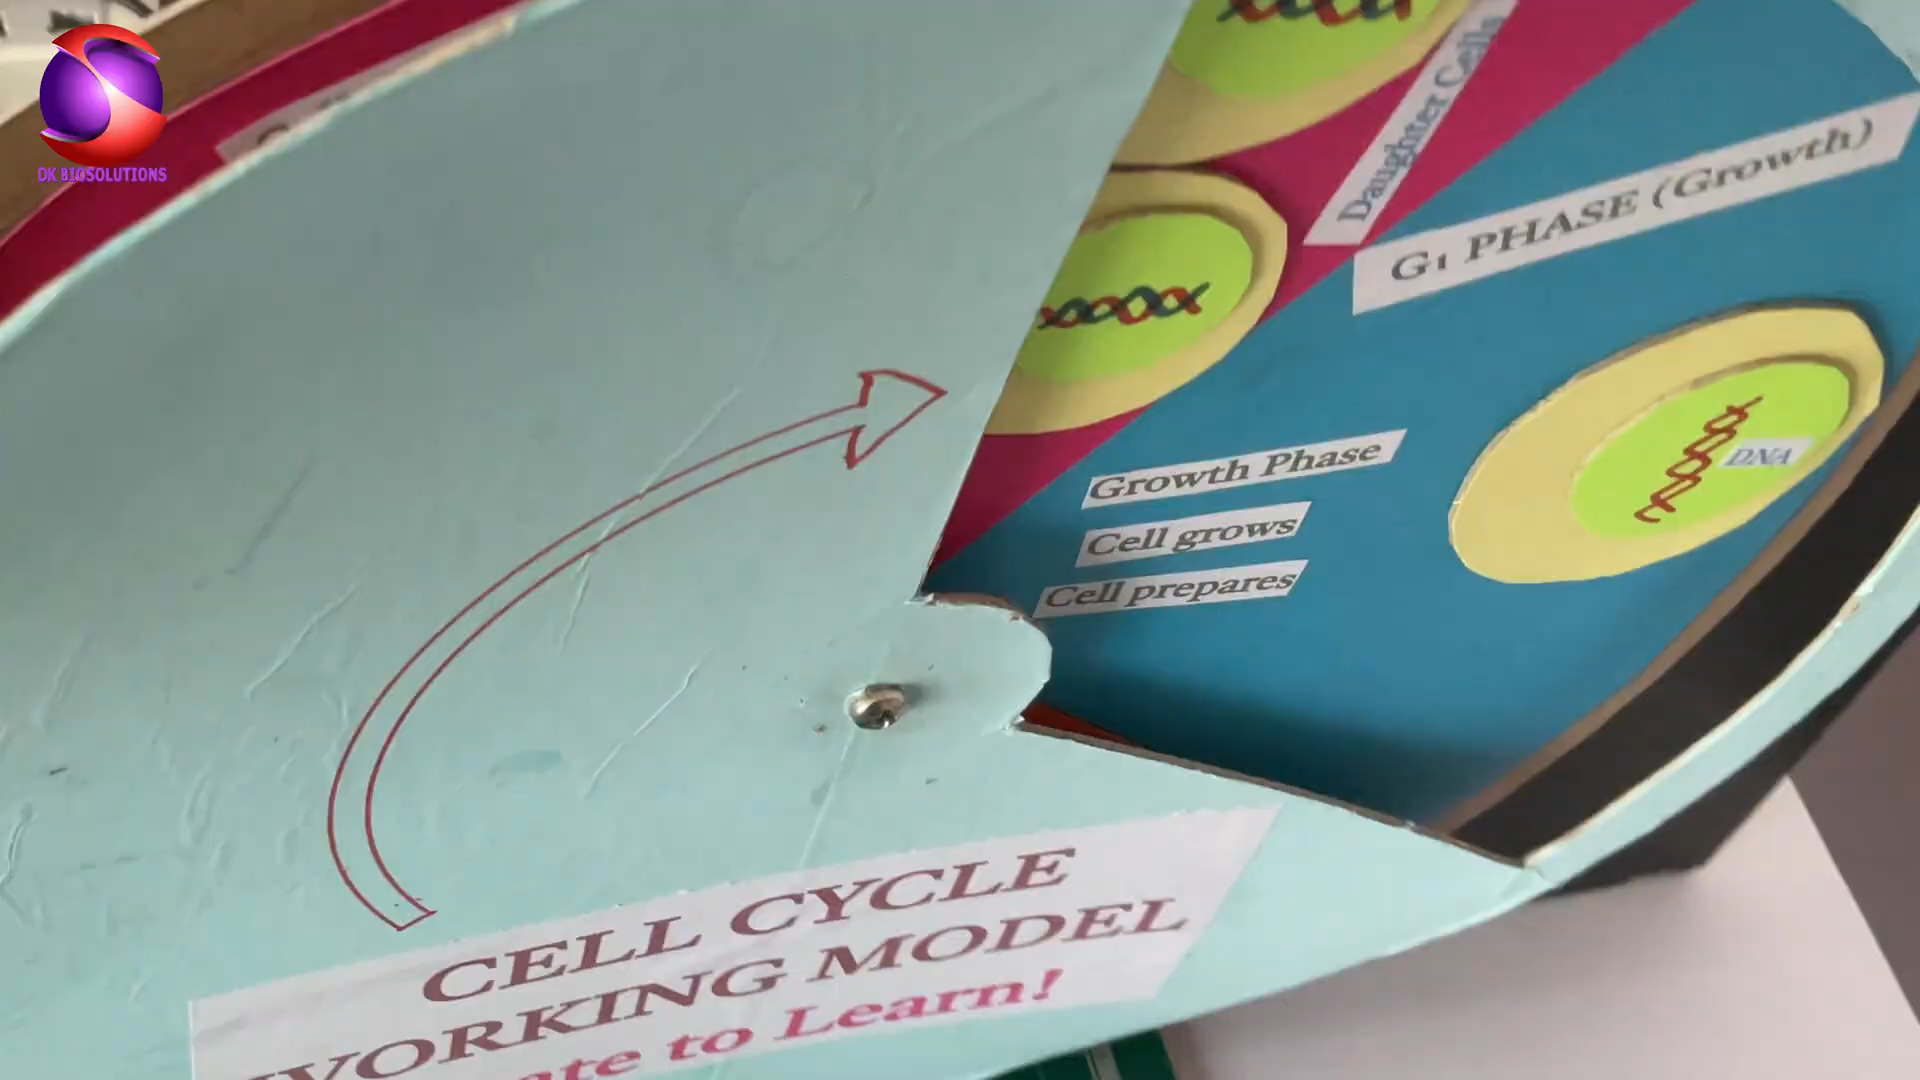 DK BIOSOLUTIONS
Daughter Cells
G1 PHASE (Growth)
DNA
Growth Phase
Cell grows
Cell prepares
CELL CYCLE
WORKING MODEL
to Learn!